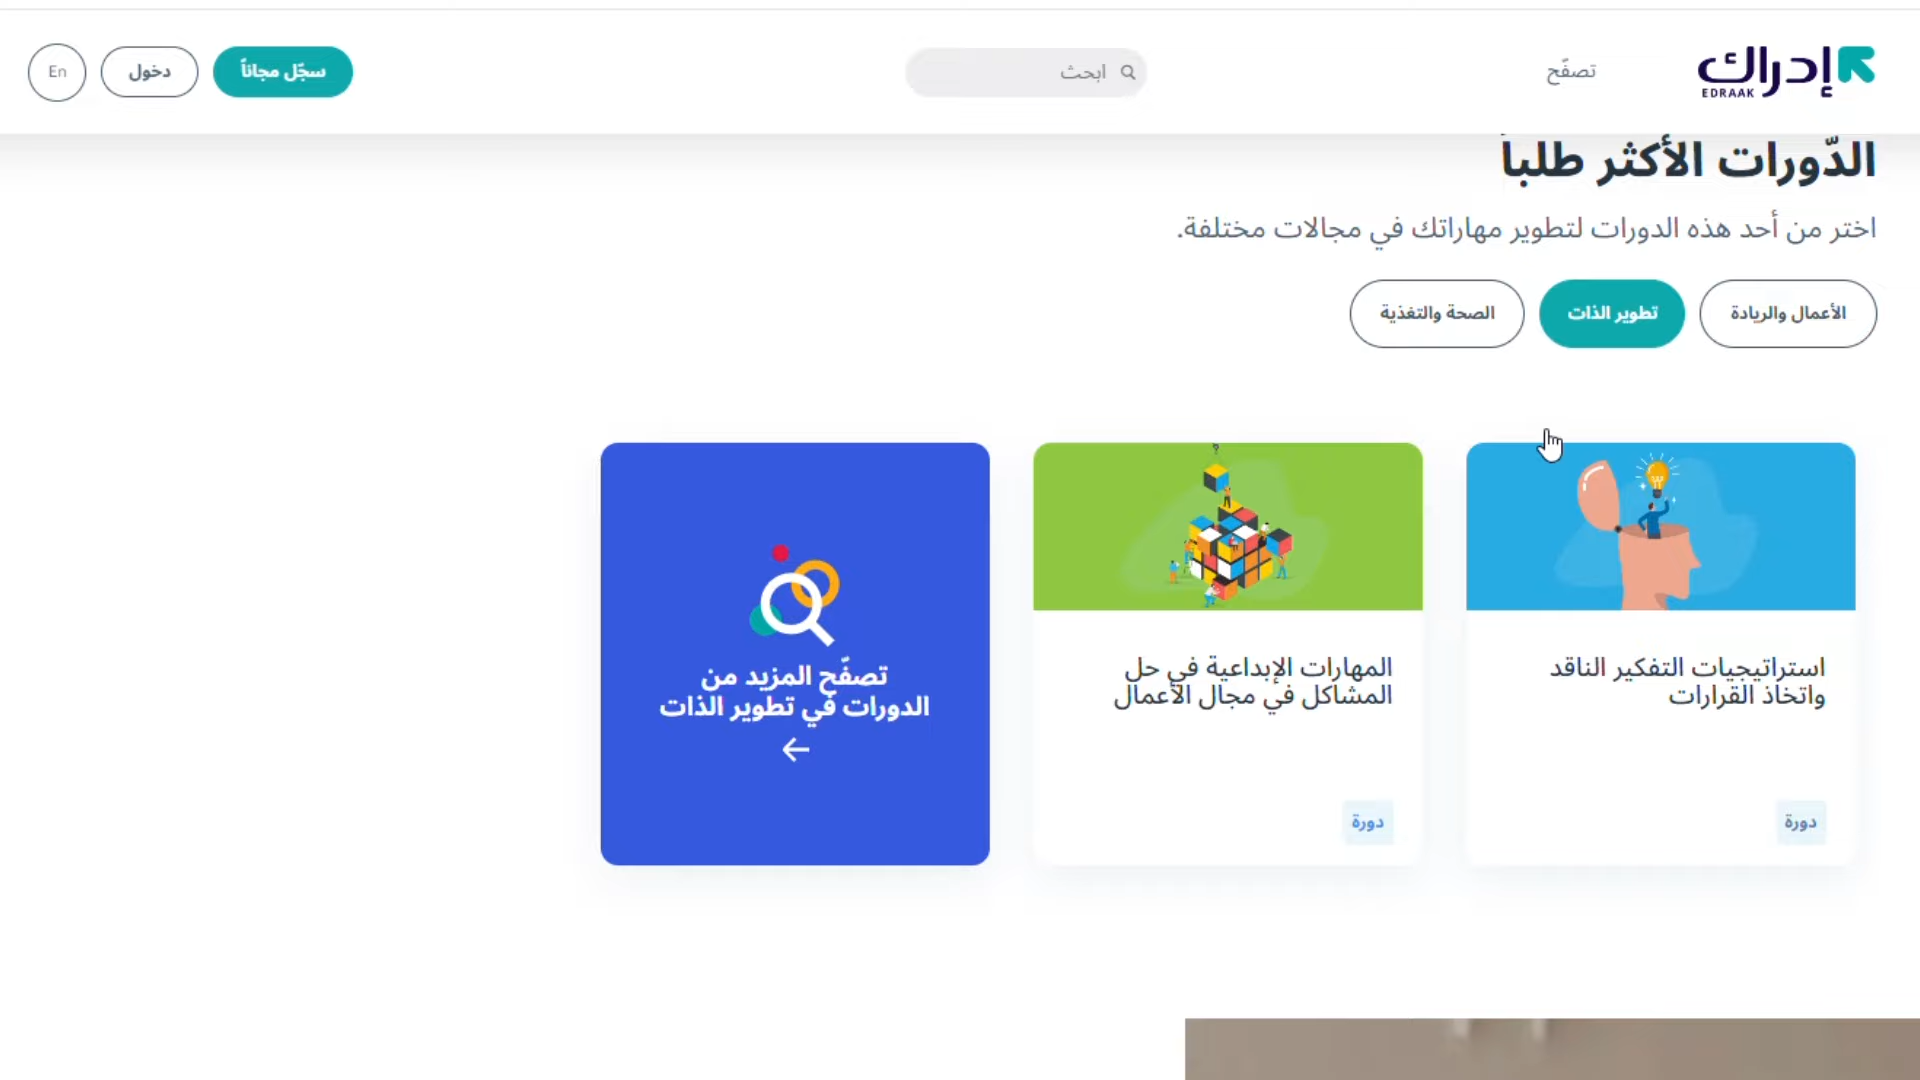 إدراك
EDRAAK
تصفّح
ابحث
سجّل مجاناً
دخول
En
الدّورات الأكثر طلباً
اختر من أحد هذه الدورات لتطوير مهاراتك في مجالات مختلفة.
الأعمال والريادة
تطوير الذات
الصحة والتغذية
استراتيجيات التفكير الناقد
واتخاذ القرارات
دورة
المهارات الإبداعية في حل
المشاكل في مجال الأعمال
دورة
تصفّح المزيد من
الدورات في تطوير الذات